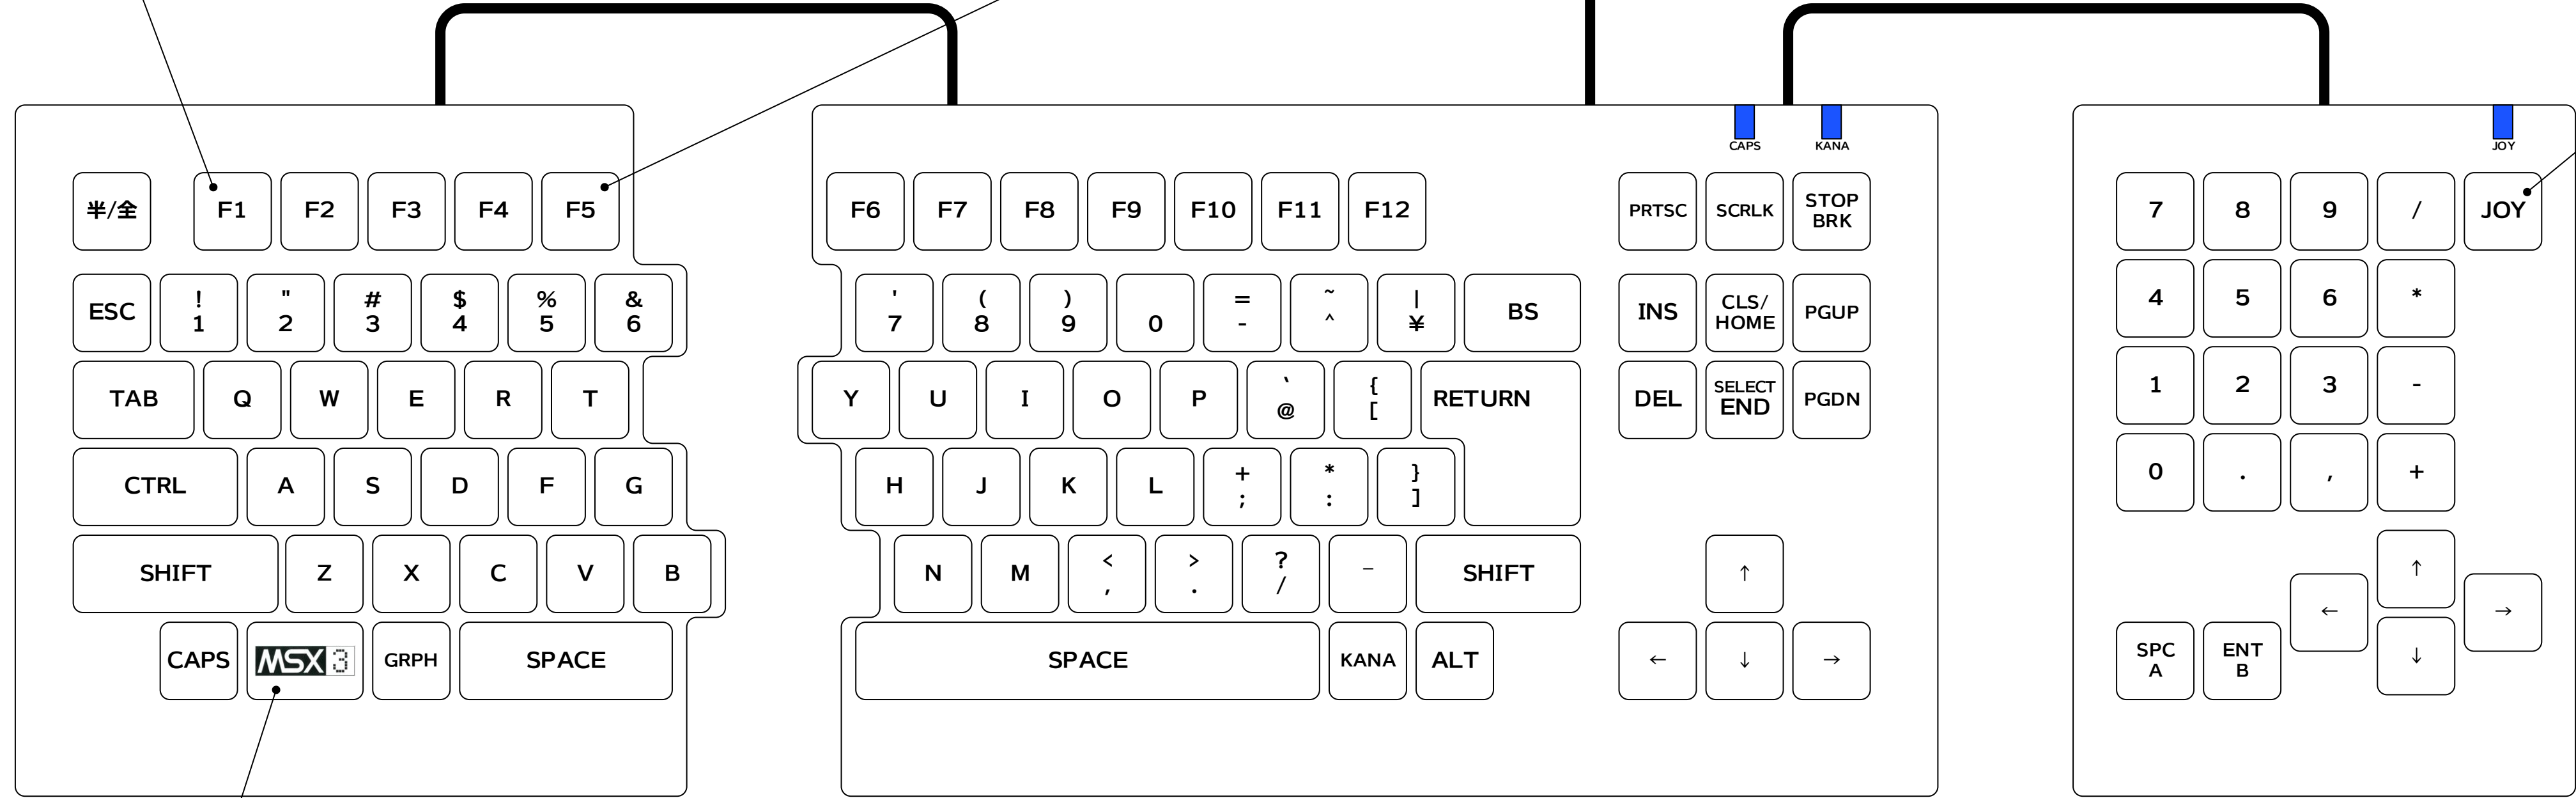 CAPS KANA JOY
半/全 F1 F2 F3 F4 F5 F6 F7 F8 F9 F10 F11 F12 PRTSC SCRLK STOP BRK 7 8 9 / JOY
ESC ! 1 " 2 # 3 $ 4 % 5 & 6 ' 7 ( 8 ) 9 0 = - ~ ^ | ¥ BS INS CLS/ HOME PGUP 4 5 6 *
TAB Q W E R T Y U I O P ` @ { [ RETURN DEL SELECT END PGDN 1 2 3 -
CTRL A S D F G H J K L + ; * : } ] 0 . , +
SHIFT Z X C V B N M < , > . ? / _ SHIFT ↑ ← ↑ →
CAPS MSX3 GRPH SPACE SPACE KANA ALT ← ↓ → SPC A ENT B ↓